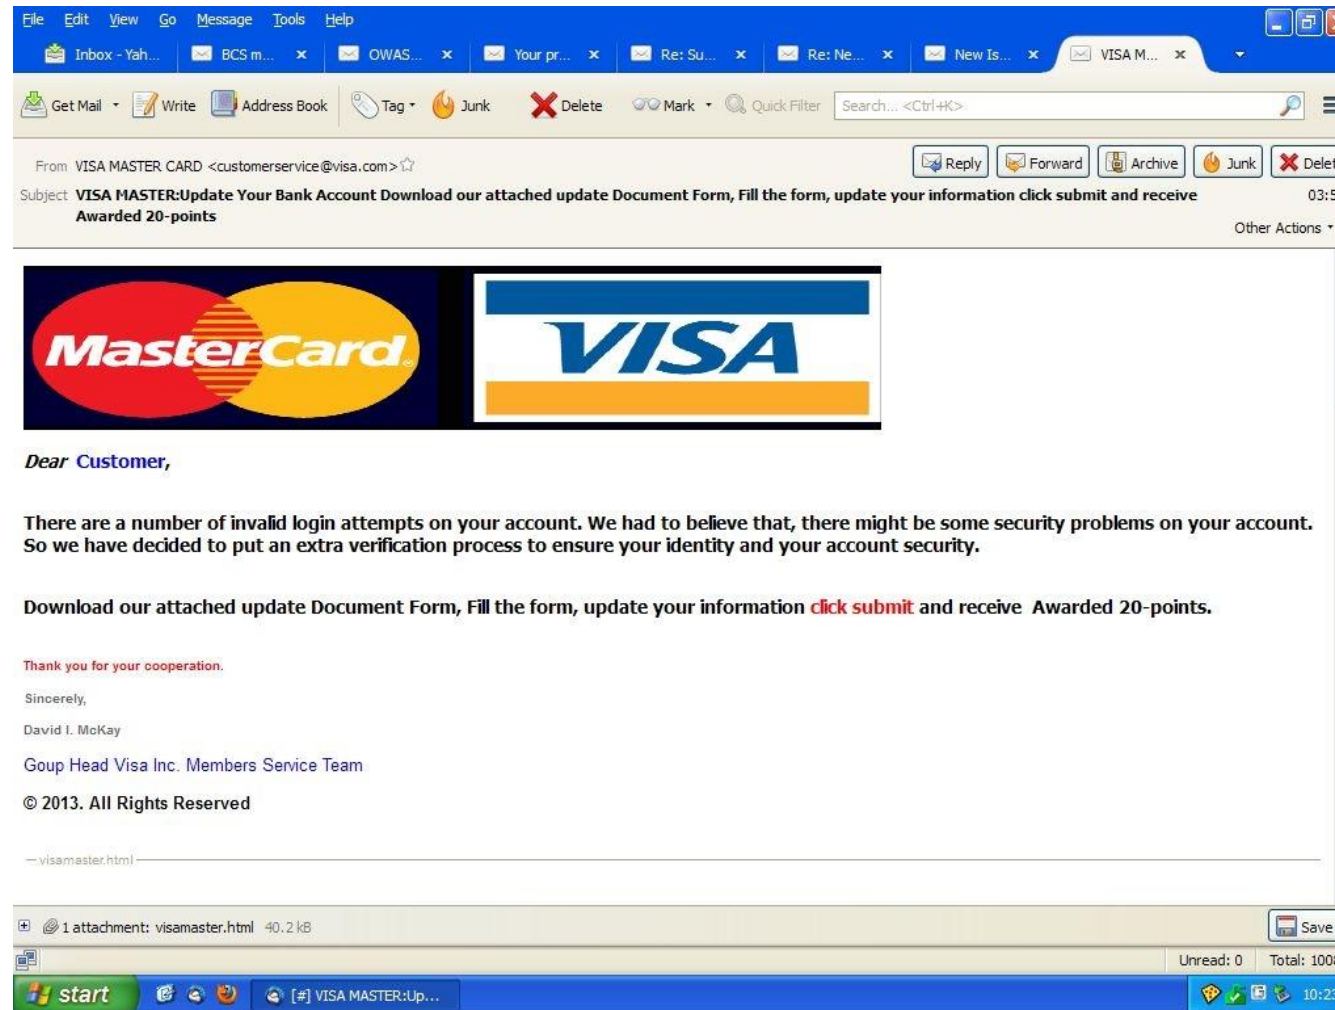 File Edit View Go Message Tools Help
Inbox - Yah... BCS m... x OWAS... x Your pr... x Re: Su... x Re: Ne... x New Is... x VISA M... x
Get Mail Write Address Book Tag Junk Delete Mark Quick Filter Search... <Ctrl+K>
From VISA MASTER CARD <customerservice@visa.com> Reply Forward Archive Junk Delet
Subject VISA MASTER:Update Your Bank Account Download our attached update Document Form, Fill the form, update your information click submit and receive 03:5
Awarded 20-points
Other Actions
MasterCard VISA
Dear Customer,
There are a number of invalid login attempts on your account. We had to believe that, there might be some security problems on your account.
So we have decided to put an extra verification process to ensure your identity and your account security.
Download our attached update Document Form, Fill the form, update your information click submit and receive Awarded 20-points.
Thank you for your cooperation.
Sincerely,
David I. McKay
Goup Head Visa Inc. Members Service Team
© 2013. All Rights Reserved
visamaster.html
1 attachment: visamaster.html 40.2 kB Save
Unread: 0 Total: 1008
start [#] VISA MASTER:Up... 10:23